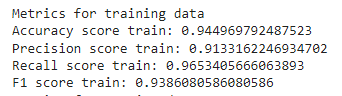 Metrics for training data
Accuracy score train: 0.944969792487523
Precision score train: 0.9133162246934702
Recall score train: 0.9653405666063893
F1 score train: 0.9386080586080586